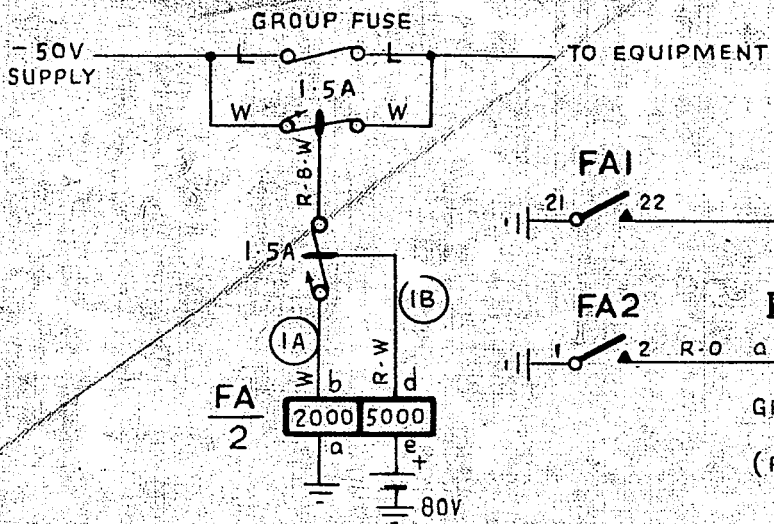 GROUP FUSE
-50V SUPPLY
L
L
TO EQUIPMENT
1.5A
W
W
R-8-W
FA1
21
22
1.5A
1B
FA2
1
2
R-O
a
1A
W
b
R-W
d
FA
2
2000
5000
a
e
+
80V